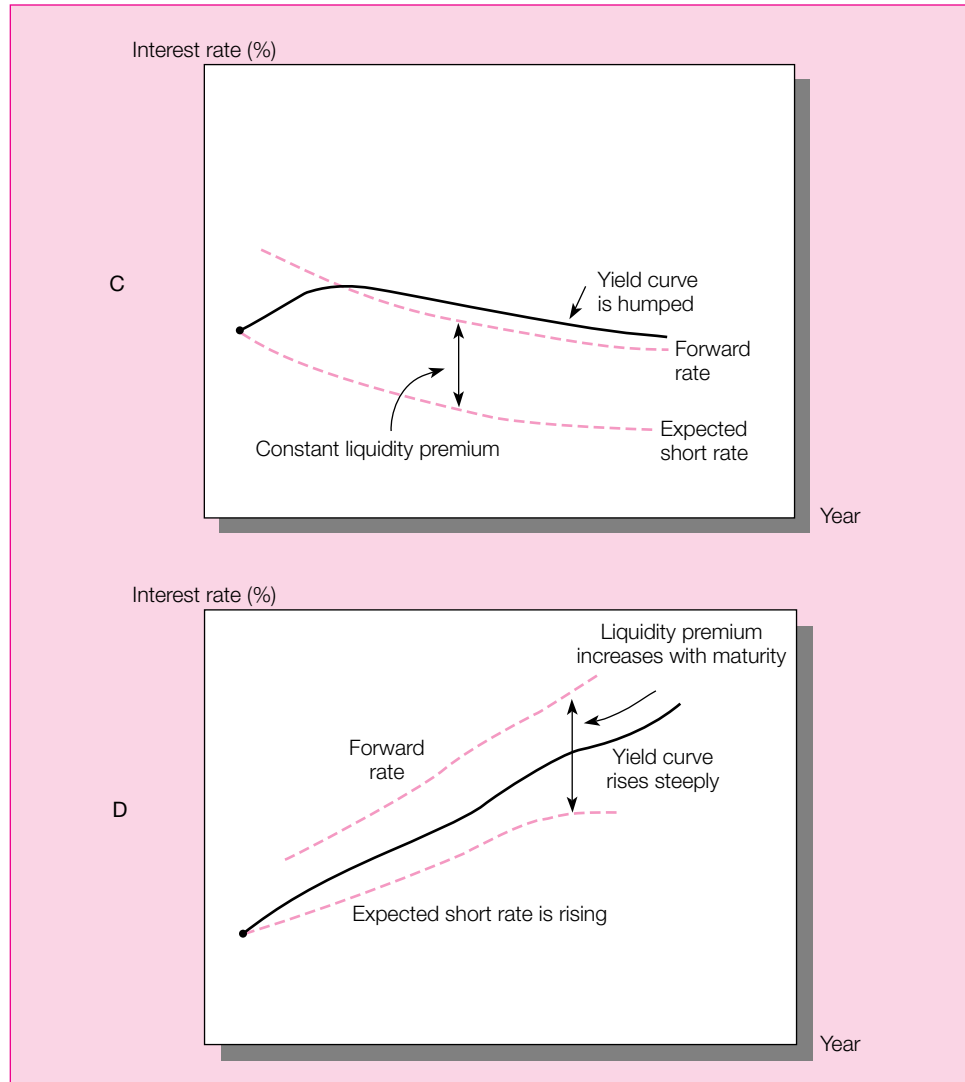 Interest rate (%)
C
Yield curve
is humped
Forward
rate
Expected
short rate
Constant liquidity premium
Year
Interest rate (%)
Liquidity premium
increases with maturity
Forward
rate
Yield curve
rises steeply
D
Expected short rate is rising
Year